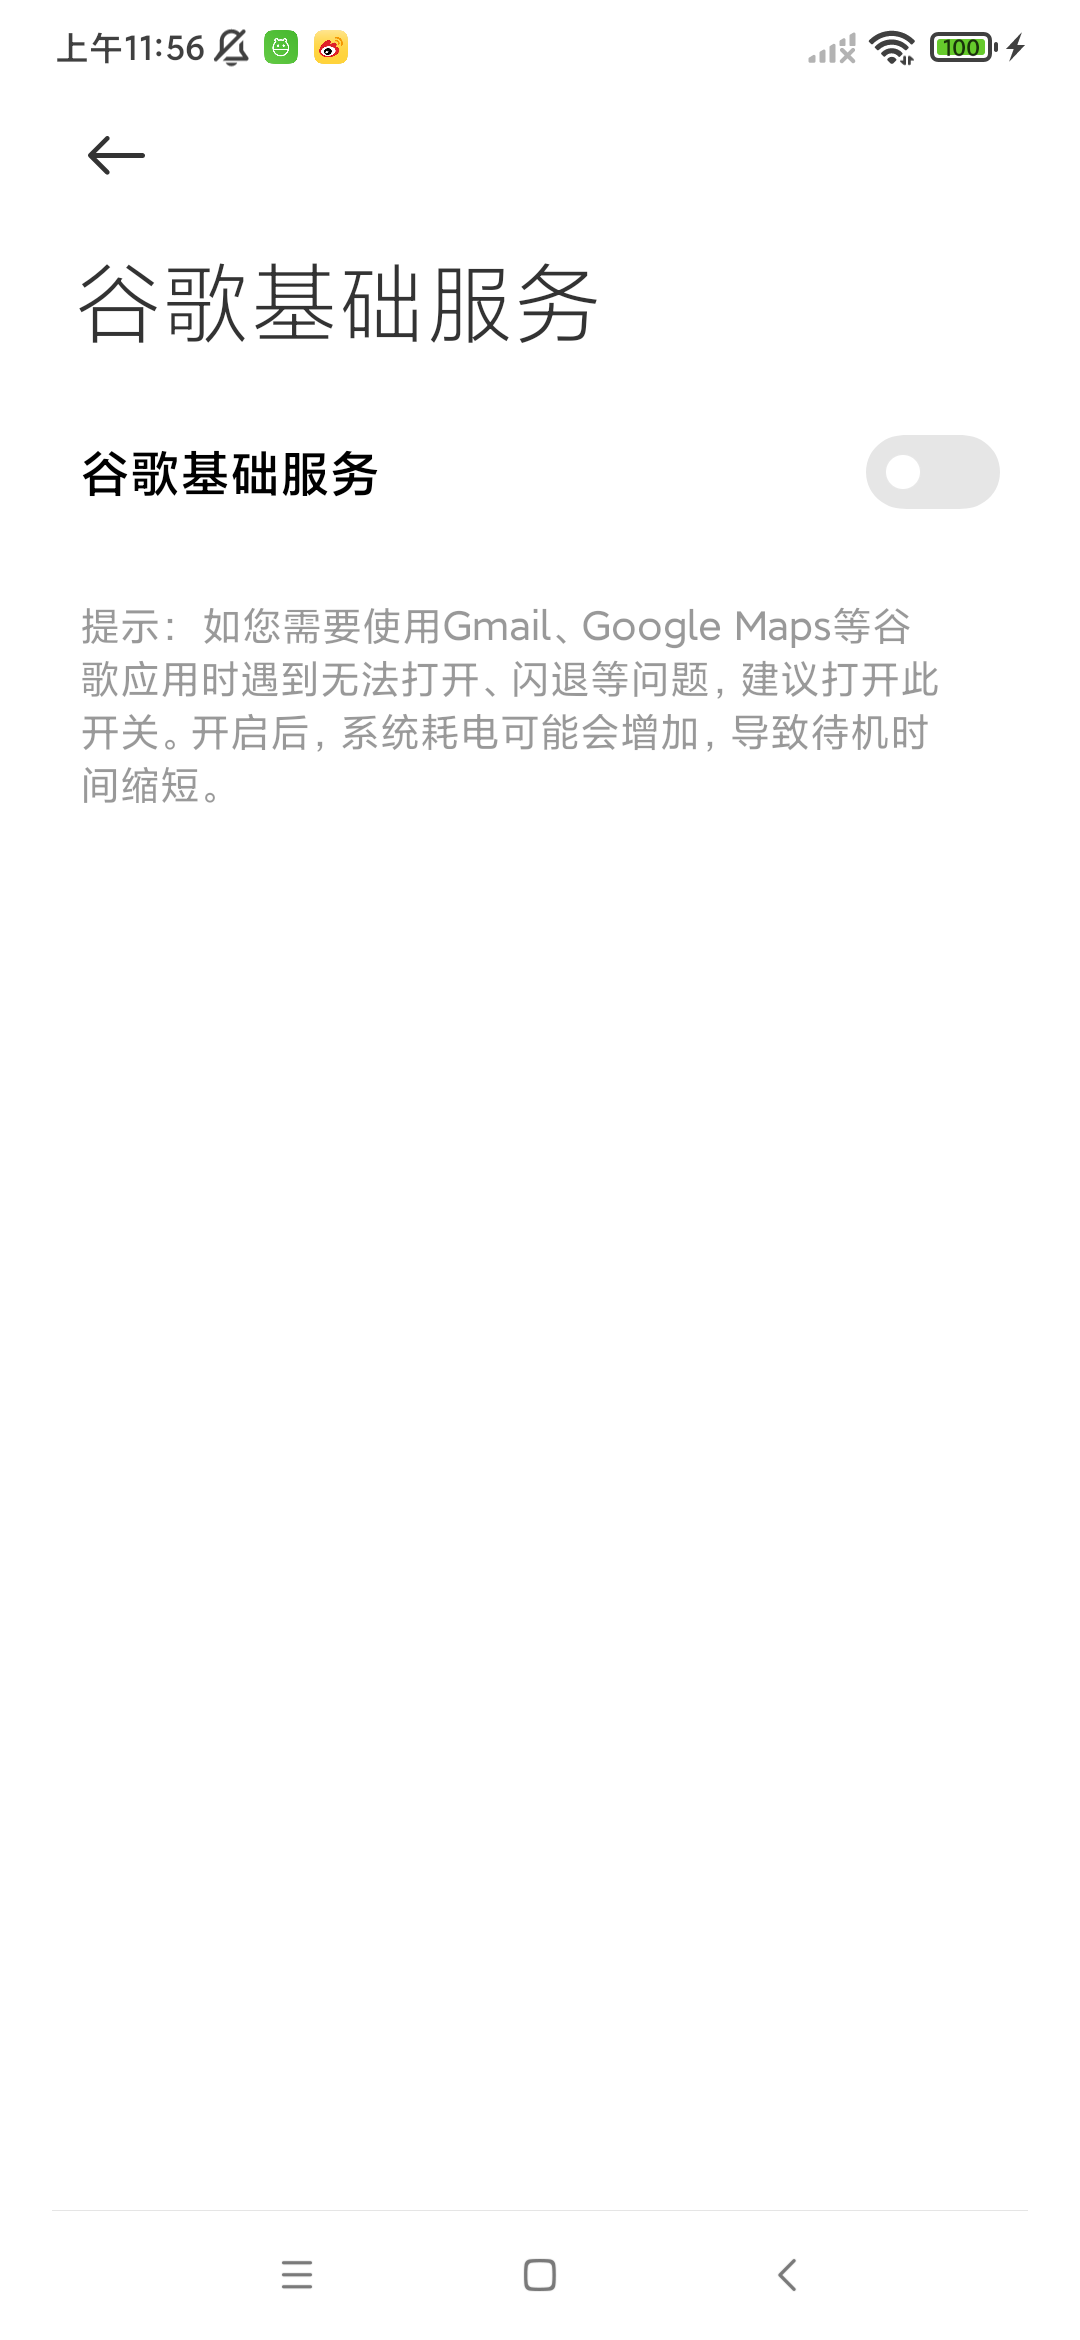 上午11:56
100
谷歌基础服务
谷歌基础服务
提示：如您需要使用Gmail、Google Maps等谷
歌应用时遇到无法打开、闪退等问题，建议打开此
开关。开启后，系统耗电可能会增加，导致待机时
间缩短。